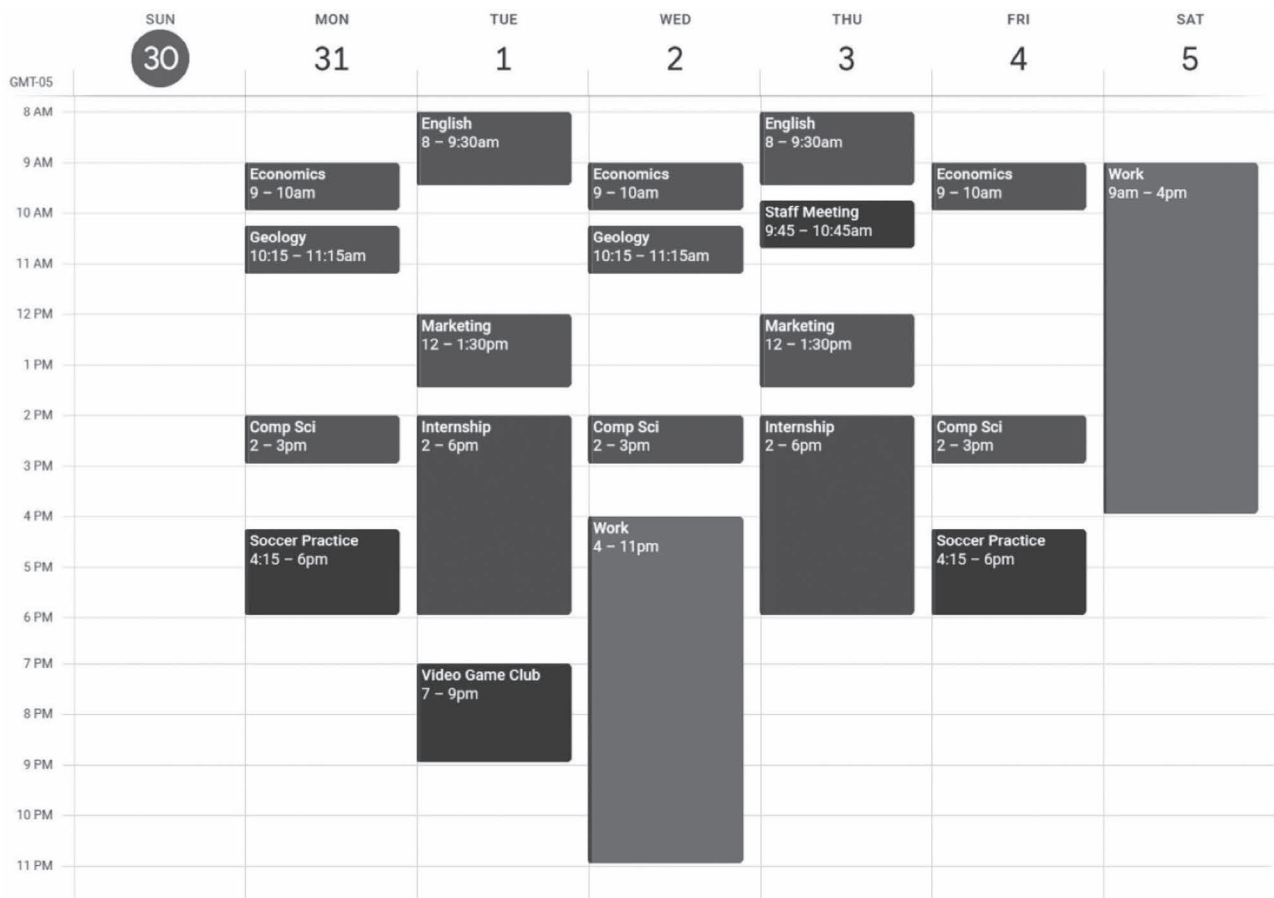 SUN MON TUE WED THU FRI SAT
30 31 1 2 3 4 5
GMT-05
8 AM
9 AM
10 AM
11 AM
12 PM
1 PM
2 PM
3 PM
4 PM
5 PM
6 PM
7 PM
8 PM
9 PM
10 PM
11 PM
Economics
9 – 10am
Geology
10:15 – 11:15am
Comp Sci
2 – 3pm
Soccer Practice
4:15 – 6pm
English
8 – 9:30am
Marketing
12 – 1:30pm
Internship
2 – 6pm
Video Game Club
7 – 9pm
Economics
9 – 10am
Geology
10:15 – 11:15am
Comp Sci
2 – 3pm
Work
4 – 11pm
English
8 – 9:30am
Staff Meeting
9:45 – 10:45am
Marketing
12 – 1:30pm
Internship
2 – 6pm
Economics
9 – 10am
Comp Sci
2 – 3pm
Soccer Practice
4:15 – 6pm
Work
9am – 4pm